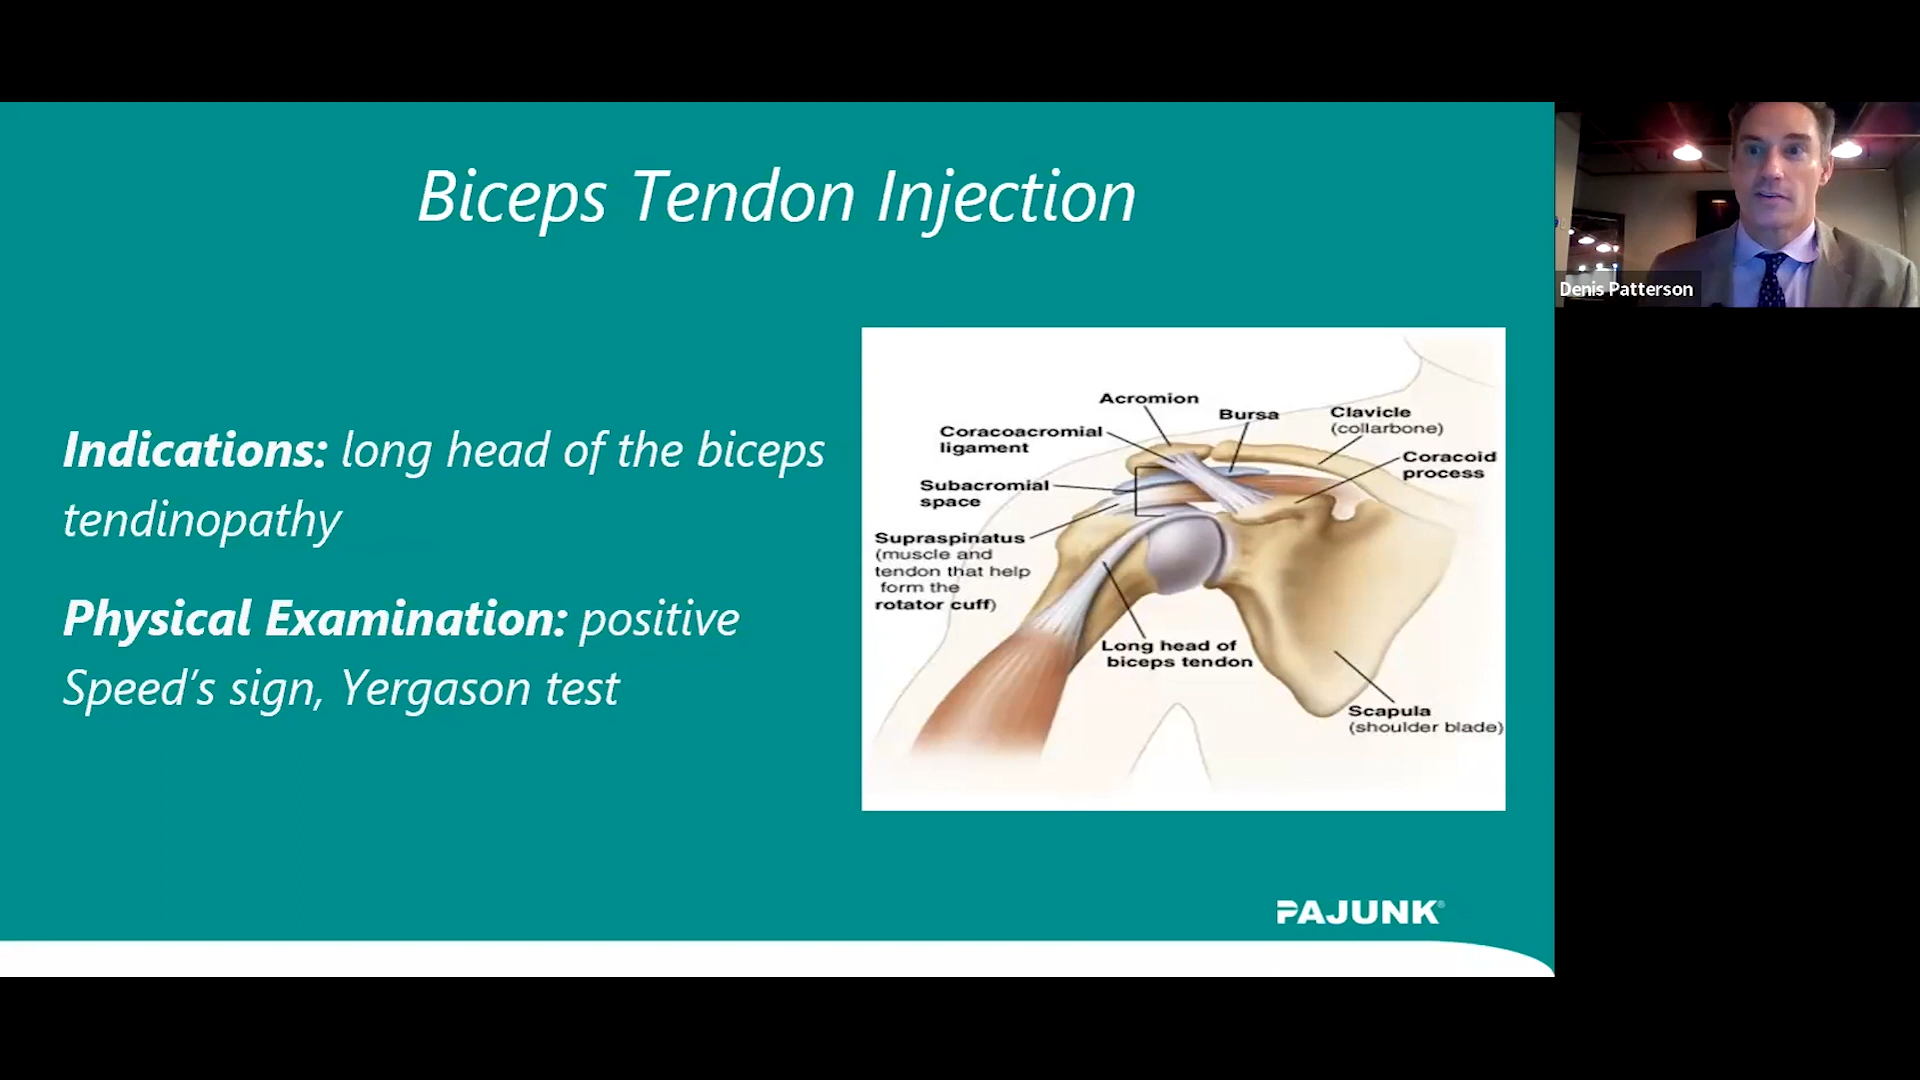 Biceps Tendon Injection
Denis Patterson
Indications: long head of the biceps
tendinopathy
Physical Examination: positive
Speed's sign, Yergason test
Acromion
Bursa
Clavicle
(collarbone)
Coracoacromial
ligament
Coracoid
process
Subacromial
space
Supraspinatus
(muscle and
tendon that help
form the
rotator cuff)
Long head of
biceps tendon
Scapula
(shoulder blade)
PAJUNK®